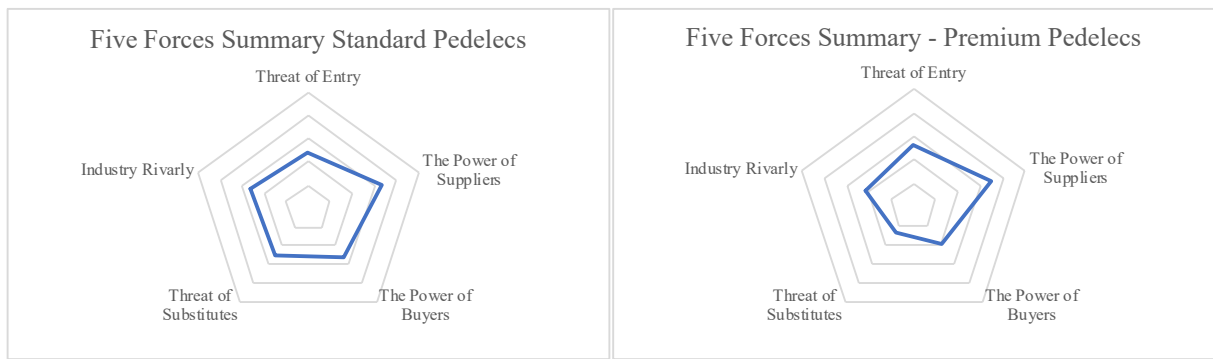 Five Forces Summary Standard Pedelecs
Threat of Entry
Industry Rivarly
The Power of
Suppliers
Threat of
Substitutes
The Power of
Buyers
Five Forces Summary - Premium Pedelecs
Threat of Entry
Industry Rivarly
The Power of
Suppliers
Threat of
Substitutes
The Power of
Buyers